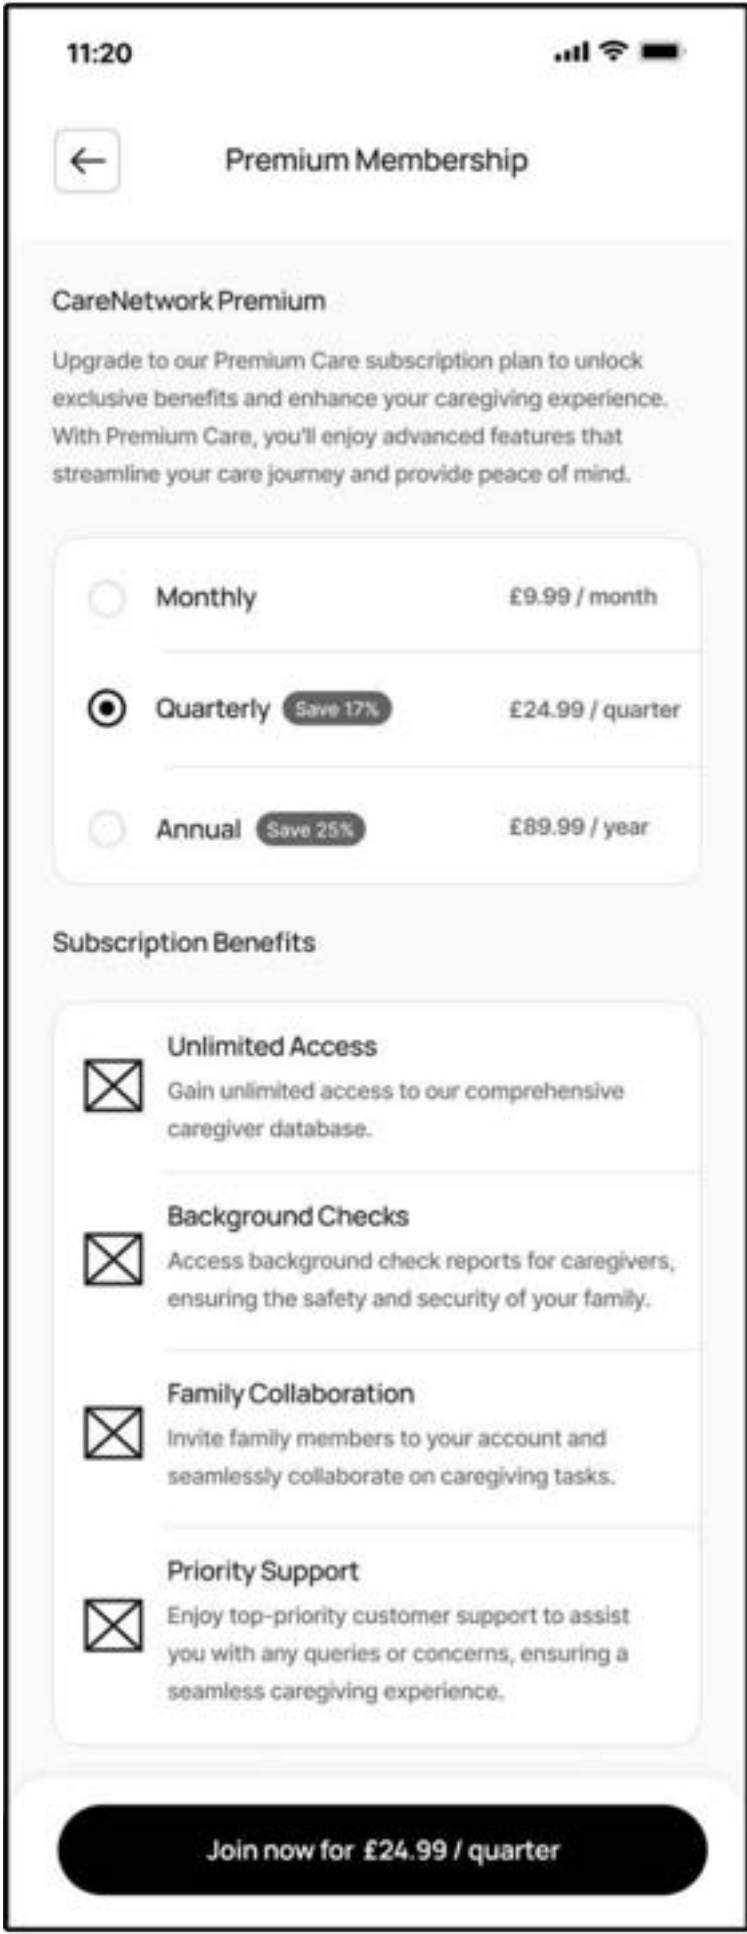 11:20
Premium Membership
CareNetwork Premium
Upgrade to our Premium Care subscription plan to unlock
exclusive benefits and enhance your caregiving experience.
With Premium Care, you'll enjoy advanced features that
streamline your care journey and provide peace of mind.
Monthly £9.99 / month
Quarterly Save 17% £24.99 / quarter
Annual Save 25% £89.99 / year
Subscription Benefits
Unlimited Access
Gain unlimited access to our comprehensive
caregiver database.
Background Checks
Access background check reports for caregivers,
ensuring the safety and security of your family.
Family Collaboration
Invite family members to your account and
seamlessly collaborate on caregiving tasks.
Priority Support
Enjoy top-priority customer support to assist
you with any queries or concerns, ensuring a
seamless caregiving experience.
Join now for £24.99 / quarter